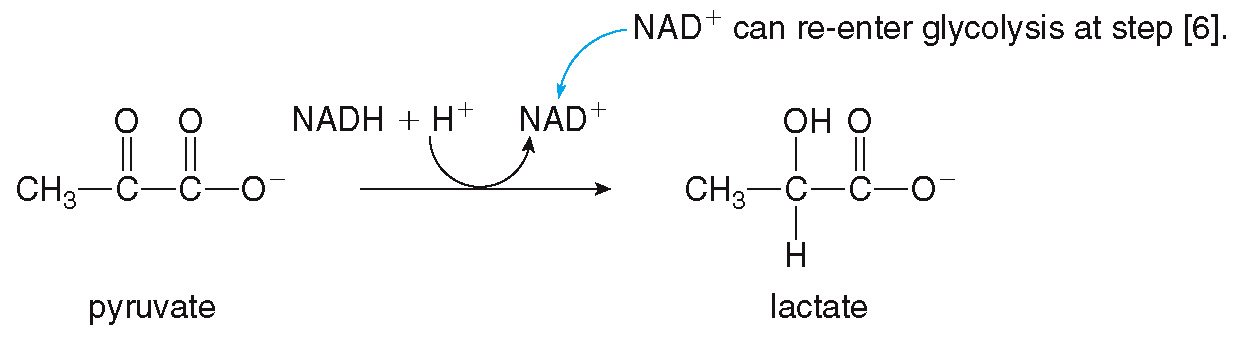 NAD⁺ can re-enter glycolysis at step [6].
O O NADH + H⁺ NAD⁺ OH O
CH₃—C—C—O⁻ CH₃—C—C—O⁻
H
pyruvate lactate